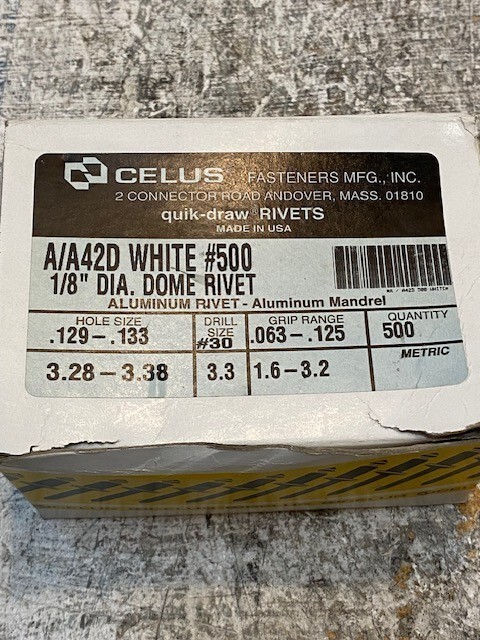 CELUS FASTENERS MFG., INC.
2 CONNECTOR ROAD ANDOVER, MASS. 01810
quik-draw® RIVETS
MADE IN USA
A/A42D WHITE #500
1/8" DIA. DOME RIVET
ALUMINUM RIVET - Aluminum Mandrel
HOLE SIZE DRILL SIZE GRIP RANGE QUANTITY
.129 – .133 #30 .063 – .125 500
METRIC
3.28 – 3.38 3.3 1.6 – 3.2